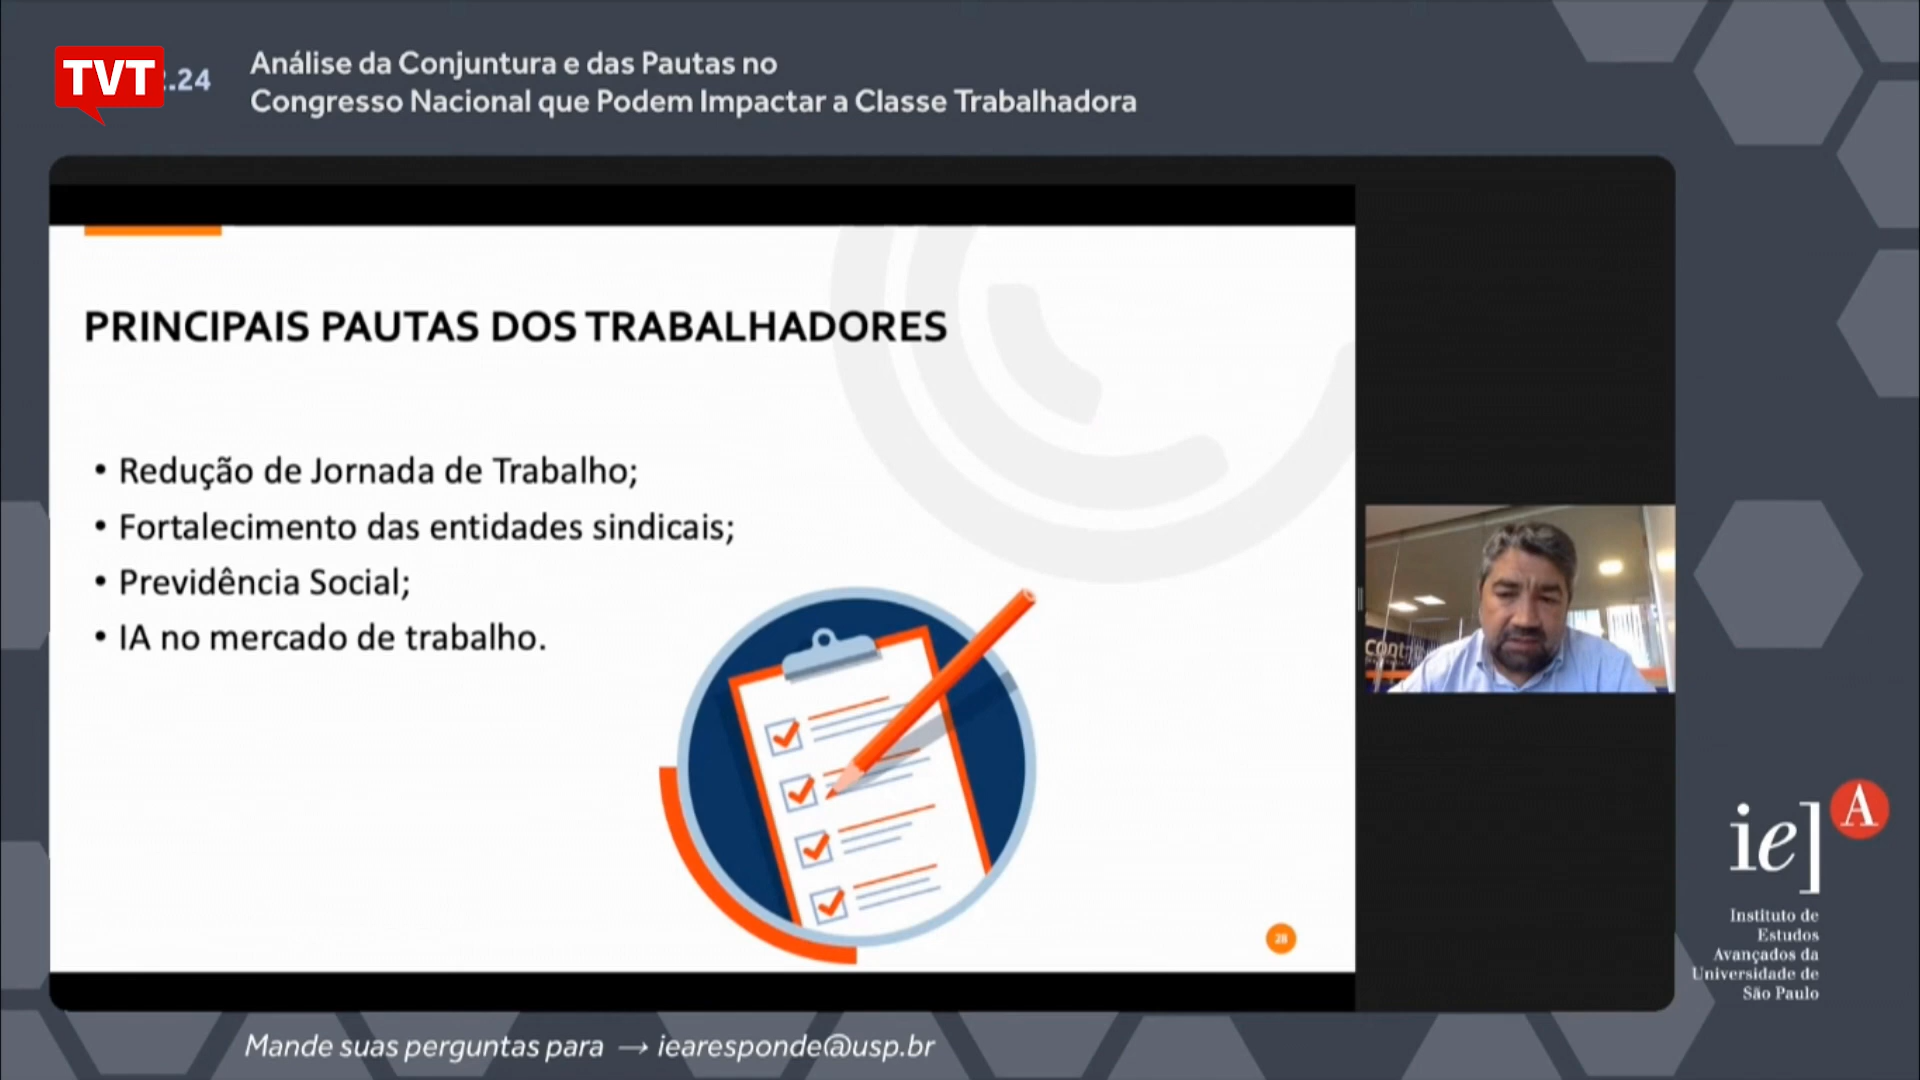 TVT
.24
Análise da Conjuntura e das Pautas no
Congresso Nacional que Podem Impactar a Classe Trabalhadora
PRINCIPAIS PAUTAS DOS TRABALHADORES
• Redução de Jornada de Trabalho;
• Fortalecimento das entidades sindicais;
• Previdência Social;
• IA no mercado de trabalho.
28
cont
ie] A
Instituto de
Estudos
Avançados da
Universidade de
São Paulo
Mande suas perguntas para → iearesponde@usp.br